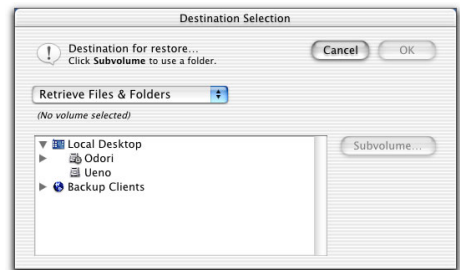 Destination Selection
Destination for restore...
Click Subvolume to use a folder.
Cancel
OK
Retrieve Files & Folders
(No volume selected)
Local Desktop
Odori
Ueno
Backup Clients
Subvolume...